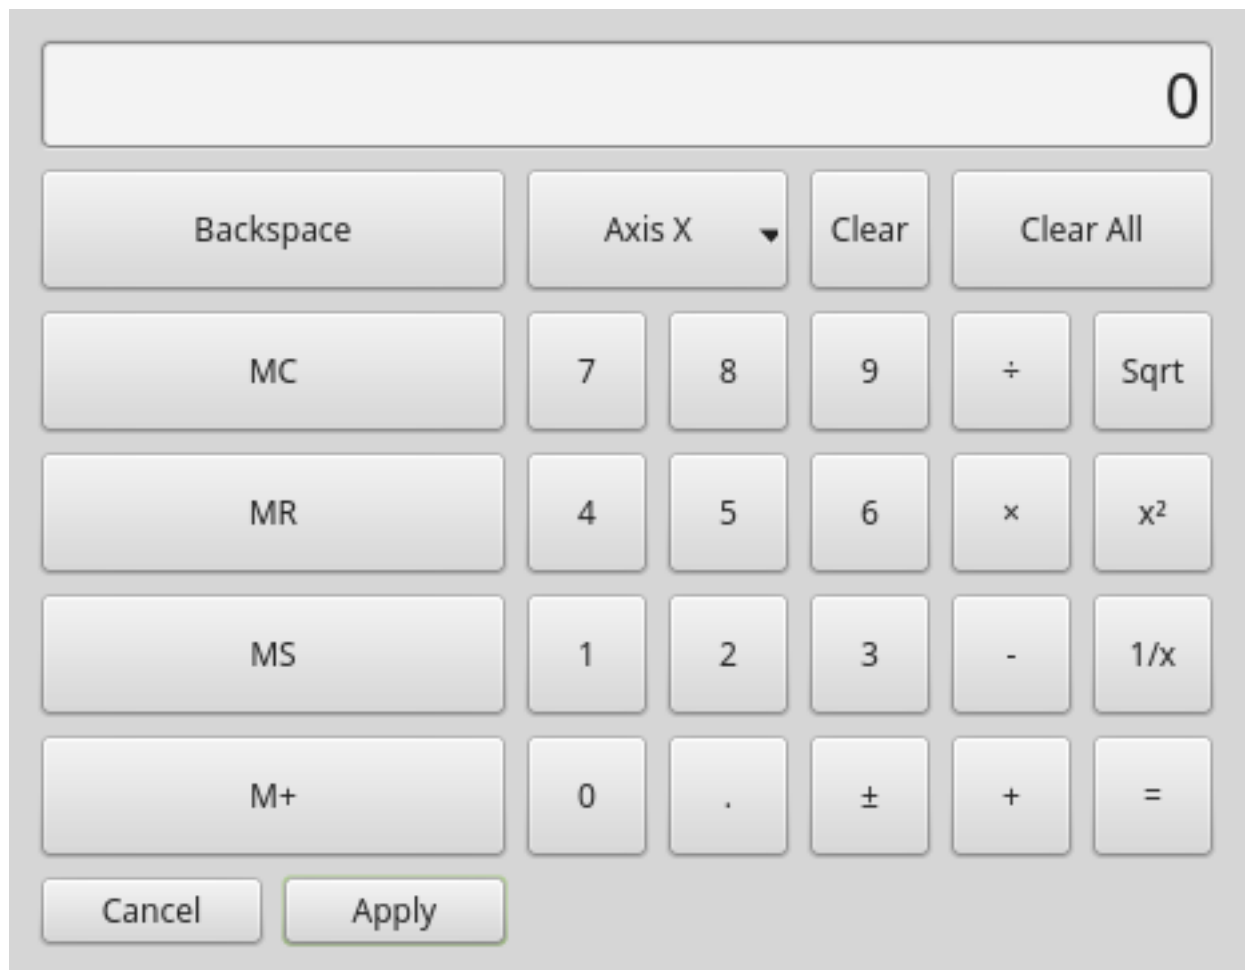 0
Backspace Axis X Clear Clear All
MC 7 8 9 ÷ Sqrt
MR 4 5 6 × x²
MS 1 2 3 - 1/x
M+ 0 . ± + =
Cancel Apply